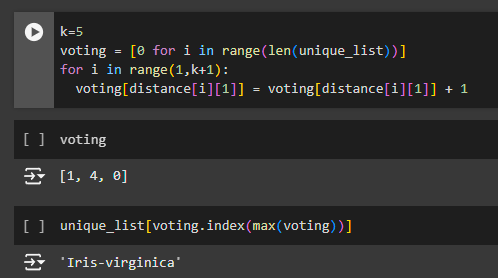 k=5
voting = [0 for i in range(len(unique_list))]
for i in range(1,k+1):
  voting[distance[i][1]] = voting[distance[i][1]] + 1
[ ] voting
[1, 4, 0]
[ ] unique_list[voting.index(max(voting))]
'Iris-virginica'